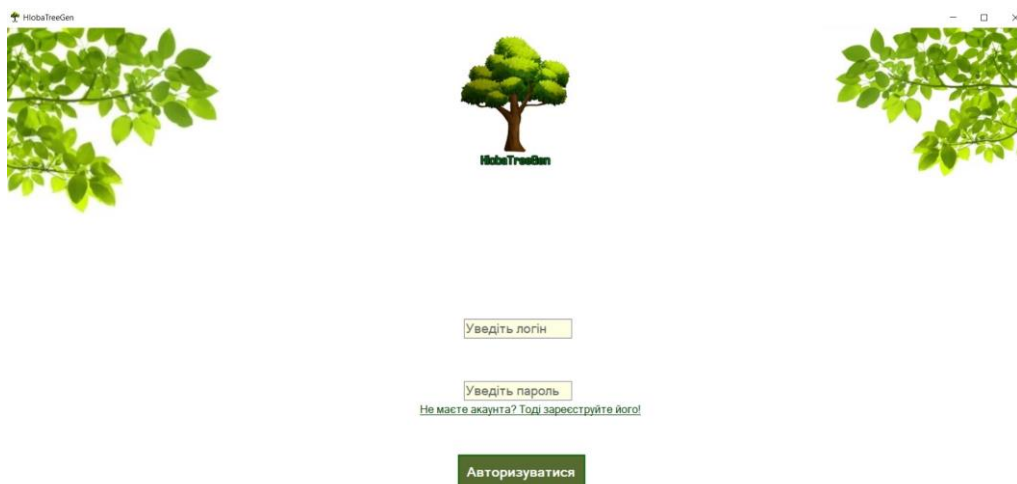 HlobaTreeGen
HlobaTreeGen
Уведіть логін
Уведіть пароль
Не маєте акаунта? Тоді зареєструйте його!
Авторизуватися